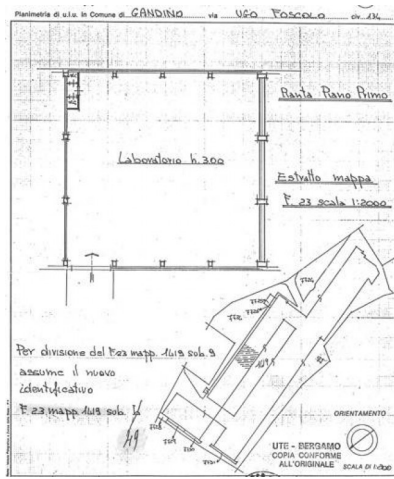 Planimetria di u.i.u. in Comune di GANDINO via UGO FOSCOLO civ. 134
Pianta Piano Primo
Laboratorio h. 300
Estratto mappa
F. 23 scala 1:2000
Per divisione del F. 23 mapp. 1419 sub. 9
assume il nuovo
identificativo
F. 23 mapp. 1419 sub.
ORIENTAMENTO
UTE - BERGAMO
COPIA CONFORME
ALL'ORIGINALE
SCALA DI 1:200